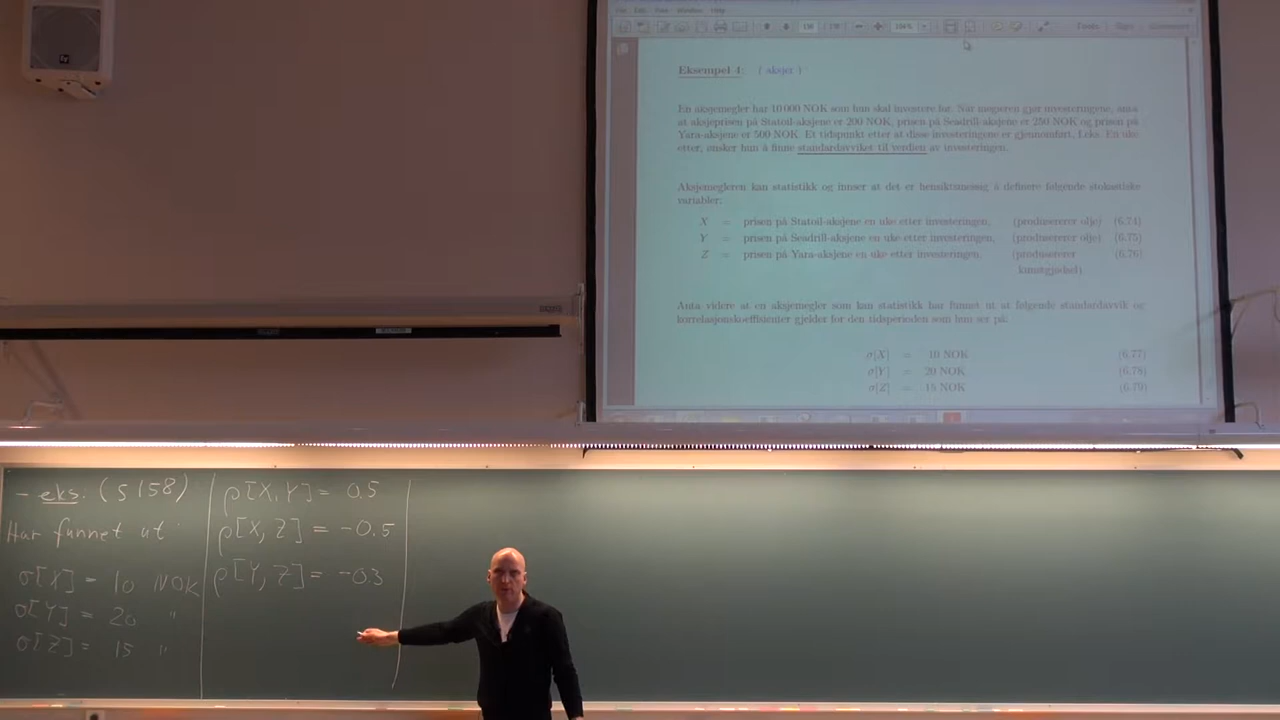 File Edit View Window Help
Eksempel 4: ( aksjer )
En aksjemegler har 10 000 NOK som hun skal investere for. Når megleren gjør investeringene, anta
at aksjeprisen på Statoil-aksjene er 200 NOK, prisen på Seadrill-aksjene er 250 NOK og prisen på
Yara-aksjene er 500 NOK. Et tidspunkt etter at disse investeringene er gjennomført, f.eks. en uke
etter, ønsker hun å finne standardavviket til verdien av investeringen.
Aksjemegleren kan statistikk og innser at det er hensiktsmessig å definere følgende stokastiske
variabler:
X = prisen på Statoil-aksjene en uke etter investeringen, (produserer olje) (6.74)
Y = prisen på Seadrill-aksjene en uke etter investeringen, (produserer olje) (6.75)
Z = prisen på Yara-aksjene en uke etter investeringen, (produserer (6.76)
kunstgjødsel)
Anta videre at en aksjemegler som kan statistikk har funnet ut at følgende standardavvik og
korrelasjonskoeffisienter gjelder for den tidsperioden som hun ser på:
σ[X] = 10 NOK (6.77)
σ[Y] = 20 NOK (6.78)
σ[Z] = 15 NOK (6.79)
- eks. (S 158)
Har funnet ut
σ[X] = 10 NOK
σ[Y] = 20 "
σ[Z] = 15 "
ρ[X,Y] = 0.5
ρ[X,Z] = -0.5
ρ[Y,Z] = -0.3